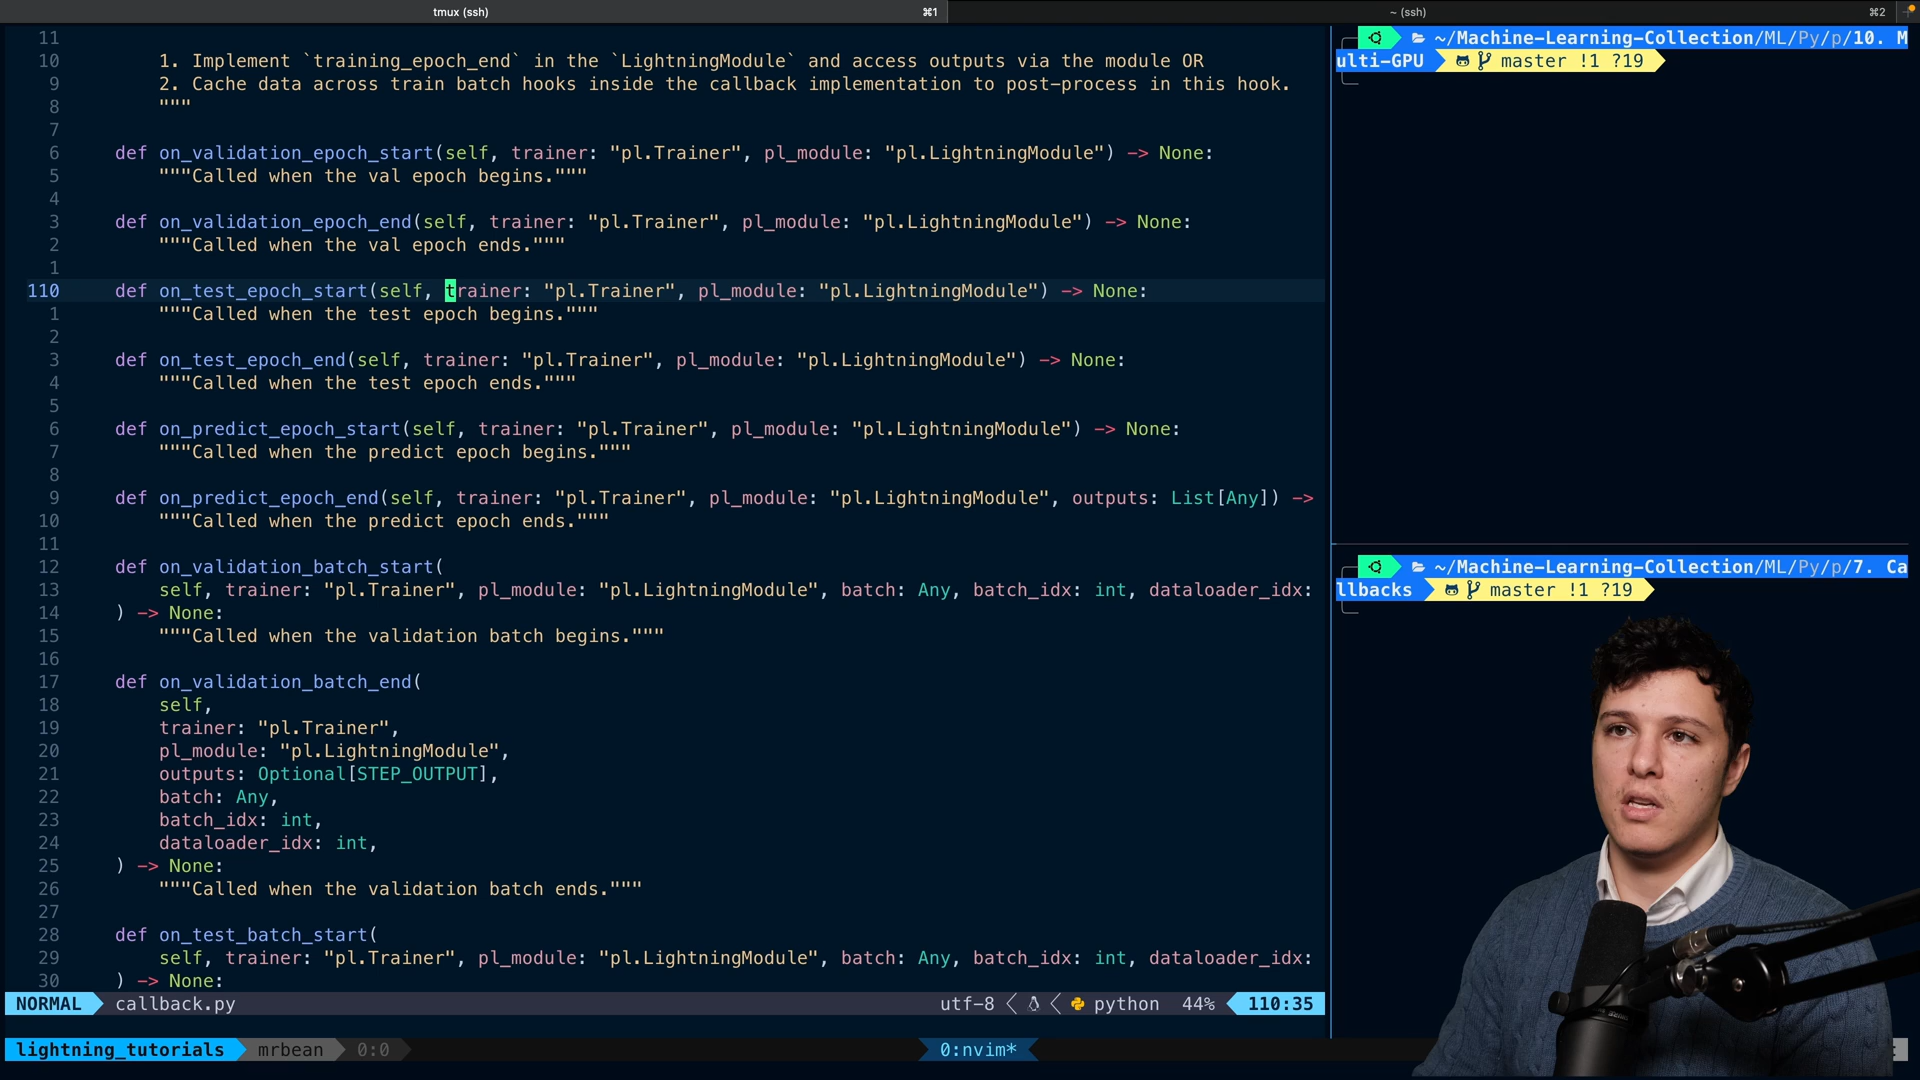 tmux (ssh)
⌘1
~ (ssh)
⌘2
11
10 1. Implement `training_epoch_end` in the `LightningModule` and access outputs via the module OR
9 2. Cache data across train batch hooks inside the callback implementation to post-process in this hook.
8 """
7
6 def on_validation_epoch_start(self, trainer: "pl.Trainer", pl_module: "pl.LightningModule") -> None:
5 """Called when the val epoch begins."""
4
3 def on_validation_epoch_end(self, trainer: "pl.Trainer", pl_module: "pl.LightningModule") -> None:
2 """Called when the val epoch ends."""
1
110 def on_test_epoch_start(self, trainer: "pl.Trainer", pl_module: "pl.LightningModule") -> None:
1 """Called when the test epoch begins."""
2
3 def on_test_epoch_end(self, trainer: "pl.Trainer", pl_module: "pl.LightningModule") -> None:
4 """Called when the test epoch ends."""
5
6 def on_predict_epoch_start(self, trainer: "pl.Trainer", pl_module: "pl.LightningModule") -> None:
7 """Called when the predict epoch begins."""
8
9 def on_predict_epoch_end(self, trainer: "pl.Trainer", pl_module: "pl.LightningModule", outputs: List[Any]) ->
10 """Called when the predict epoch ends."""
11
12 def on_validation_batch_start(
13 self, trainer: "pl.Trainer", pl_module: "pl.LightningModule", batch: Any, batch_idx: int, dataloader_idx:
14 ) -> None:
15 """Called when the validation batch begins."""
16
17 def on_validation_batch_end(
18 self,
19 trainer: "pl.Trainer",
20 pl_module: "pl.LightningModule",
21 outputs: Optional[STEP_OUTPUT],
22 batch: Any,
23 batch_idx: int,
24 dataloader_idx: int,
25 ) -> None:
26 """Called when the validation batch ends."""
27
28 def on_test_batch_start(
29 self, trainer: "pl.Trainer", pl_module: "pl.LightningModule", batch: Any, batch_idx: int, dataloader_idx:
30 ) -> None:
NORMAL callback.py utf-8 python 44% 110:35
lightning_tutorials mrbean 0:0 0:nvim*
~/Machine-Learning-Collection/ML/Py/p/10. M
ulti-GPU master !1 ?19
~/Machine-Learning-Collection/ML/Py/p/7. Ca
llbacks master !1 ?19